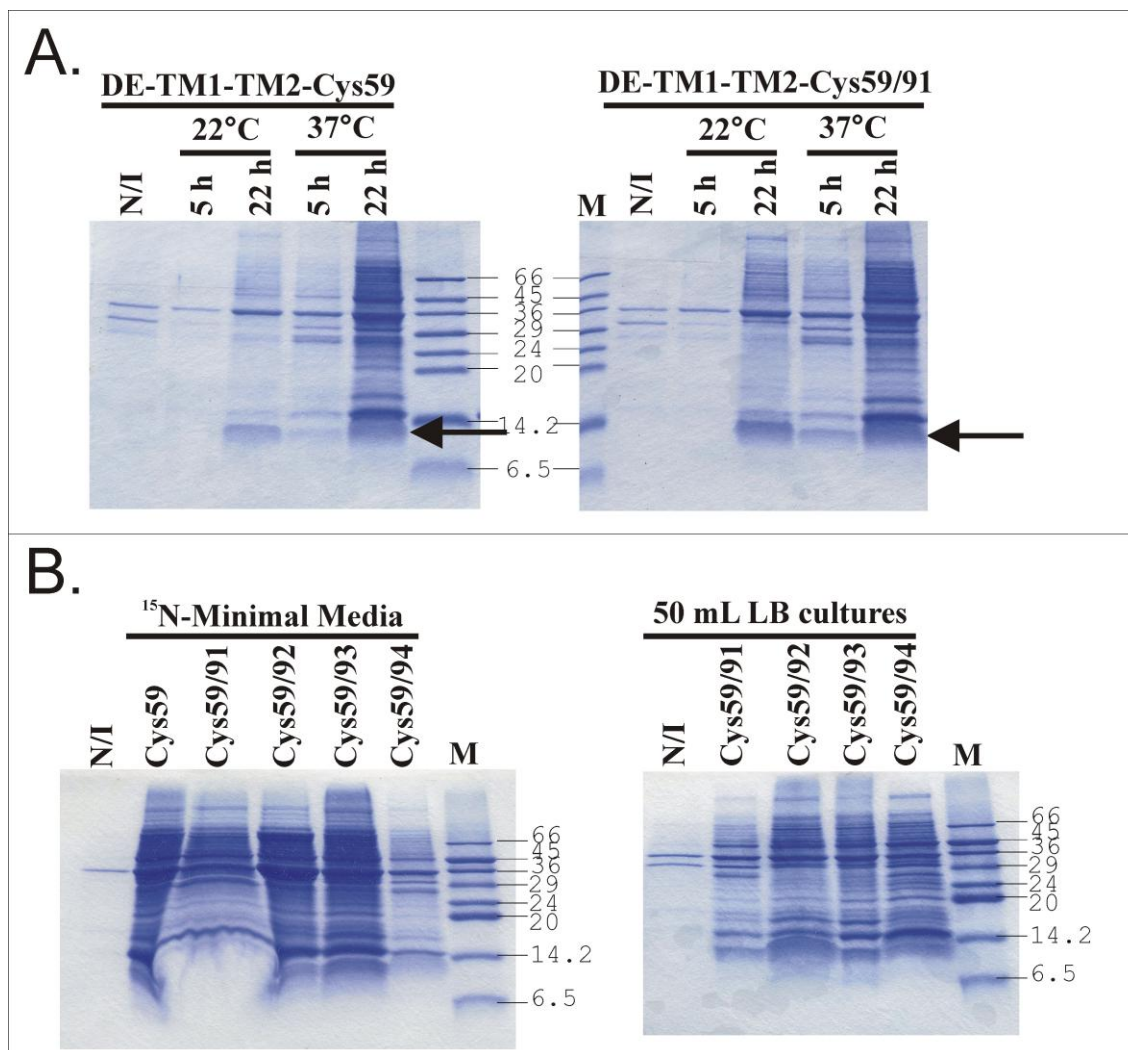 A.
DE-TM1-TM2-Cys59
22°C 37°C
N/I 5 h 22 h 5 h 22 h
DE-TM1-TM2-Cys59/91
22°C 37°C
M N/I 5 h 22 h 5 h 22 h
66
45
36
29
24
20
14.2
6.5
B.
15N-Minimal Media
N/I Cys59 Cys59/91 Cys59/92 Cys59/93 Cys59/94 M
66
45
36
29
24
20
14.2
6.5
50 mL LB cultures
N/I Cys59/91 Cys59/92 Cys59/93 Cys59/94 M
66
45
36
29
24
20
14.2
6.5